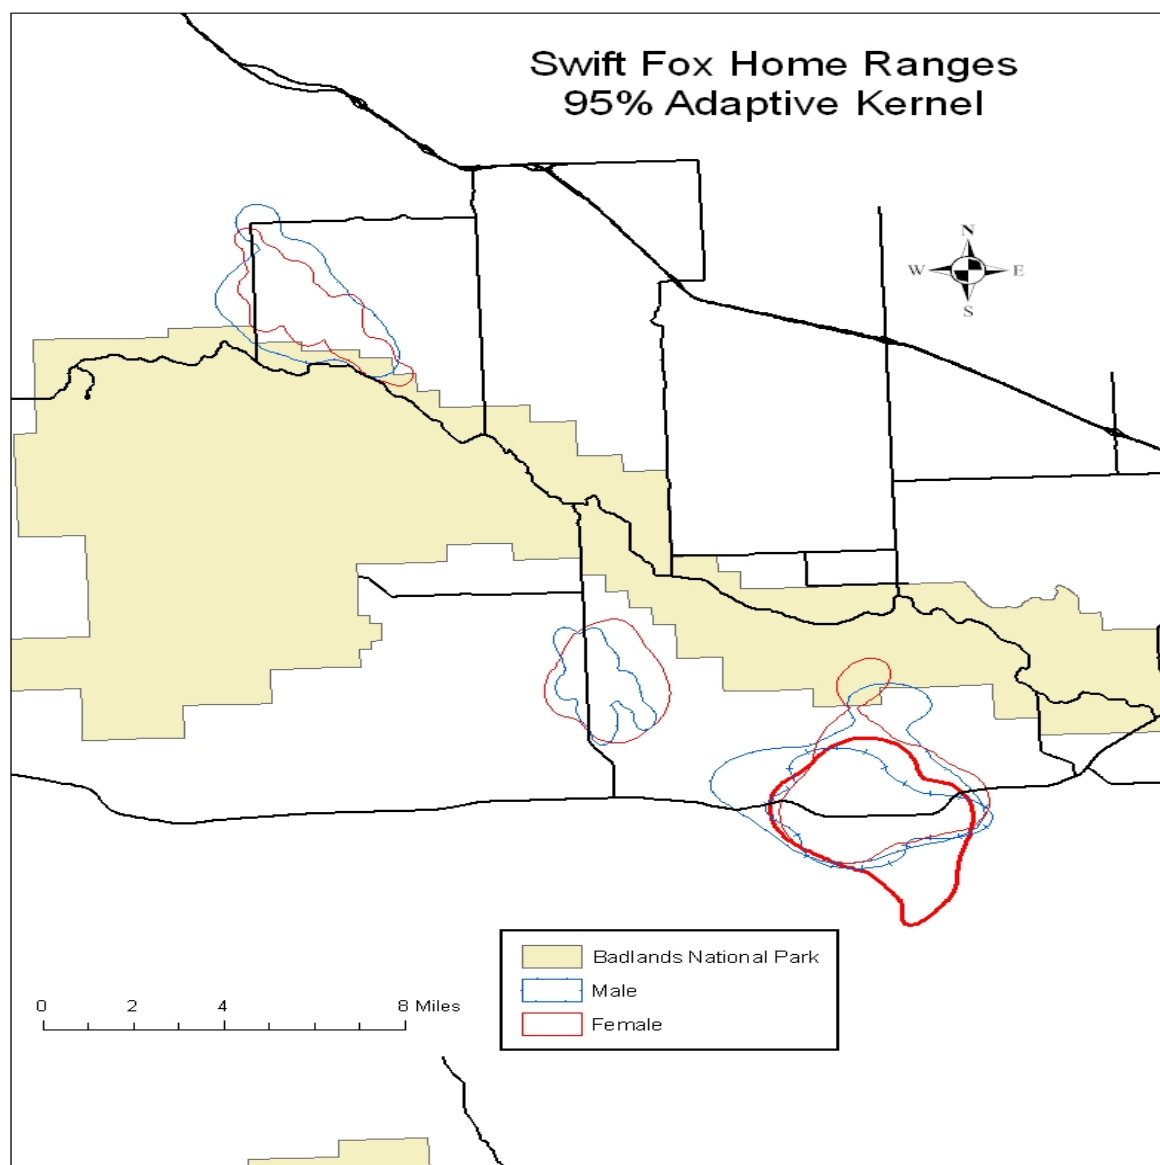 Swift Fox Home Ranges
95% Adaptive Kernel
N
W E
S
Badlands National Park
Male
Female
0 2 4 8 Miles